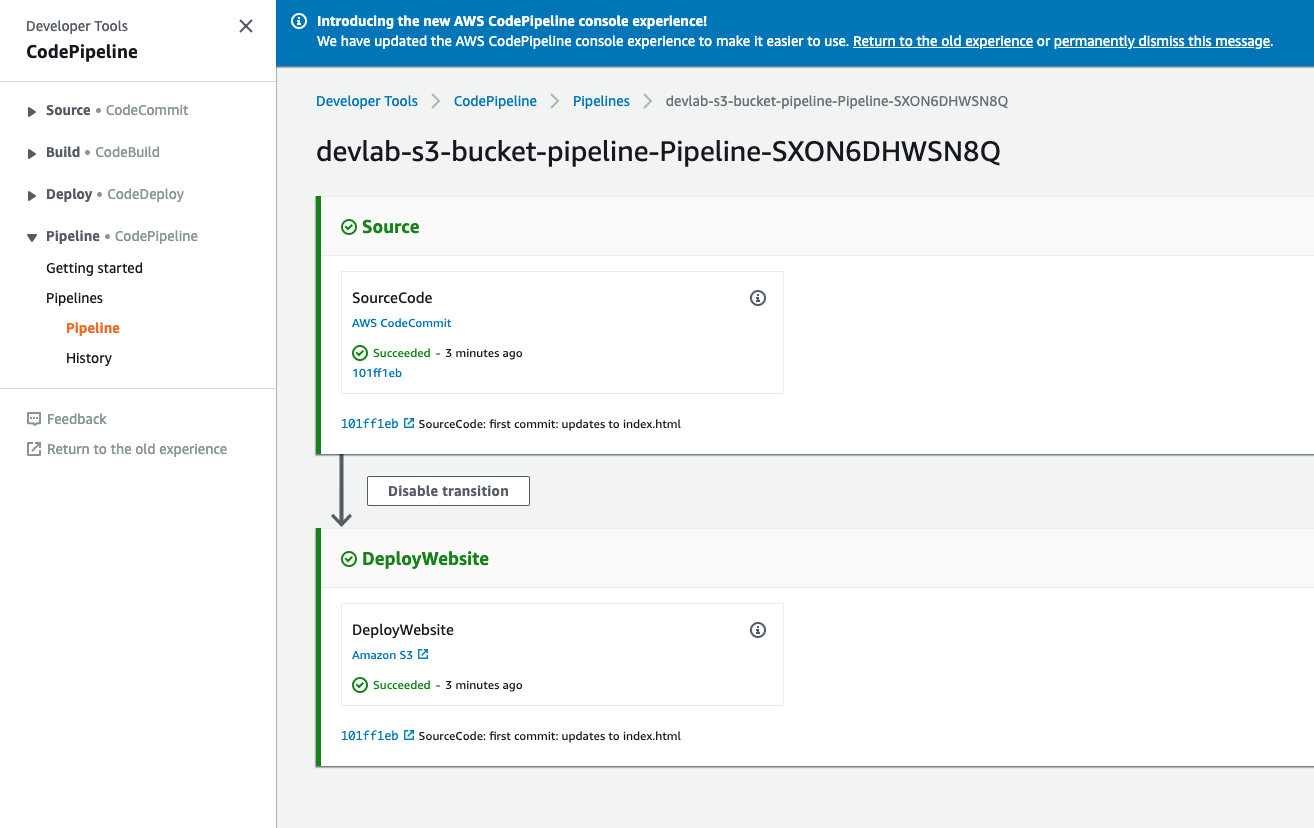 Developer Tools
CodePipeline
Source • CodeCommit
Build • CodeBuild
Deploy • CodeDeploy
Pipeline • CodePipeline
Getting started
Pipelines
Pipeline
History
Feedback
Return to the old experience
Introducing the new AWS CodePipeline console experience!
We have updated the AWS CodePipeline console experience to make it easier to use. Return to the old experience or permanently dismiss this message.
Developer Tools > CodePipeline > Pipelines > devlab-s3-bucket-pipeline-Pipeline-SXON6DHWSN8Q
devlab-s3-bucket-pipeline-Pipeline-SXON6DHWSN8Q
Source
SourceCode
AWS CodeCommit
Succeeded - 3 minutes ago
101ff1eb
101ff1eb SourceCode: first commit: updates to index.html
Disable transition
DeployWebsite
DeployWebsite
Amazon S3
Succeeded - 3 minutes ago
101ff1eb SourceCode: first commit: updates to index.html